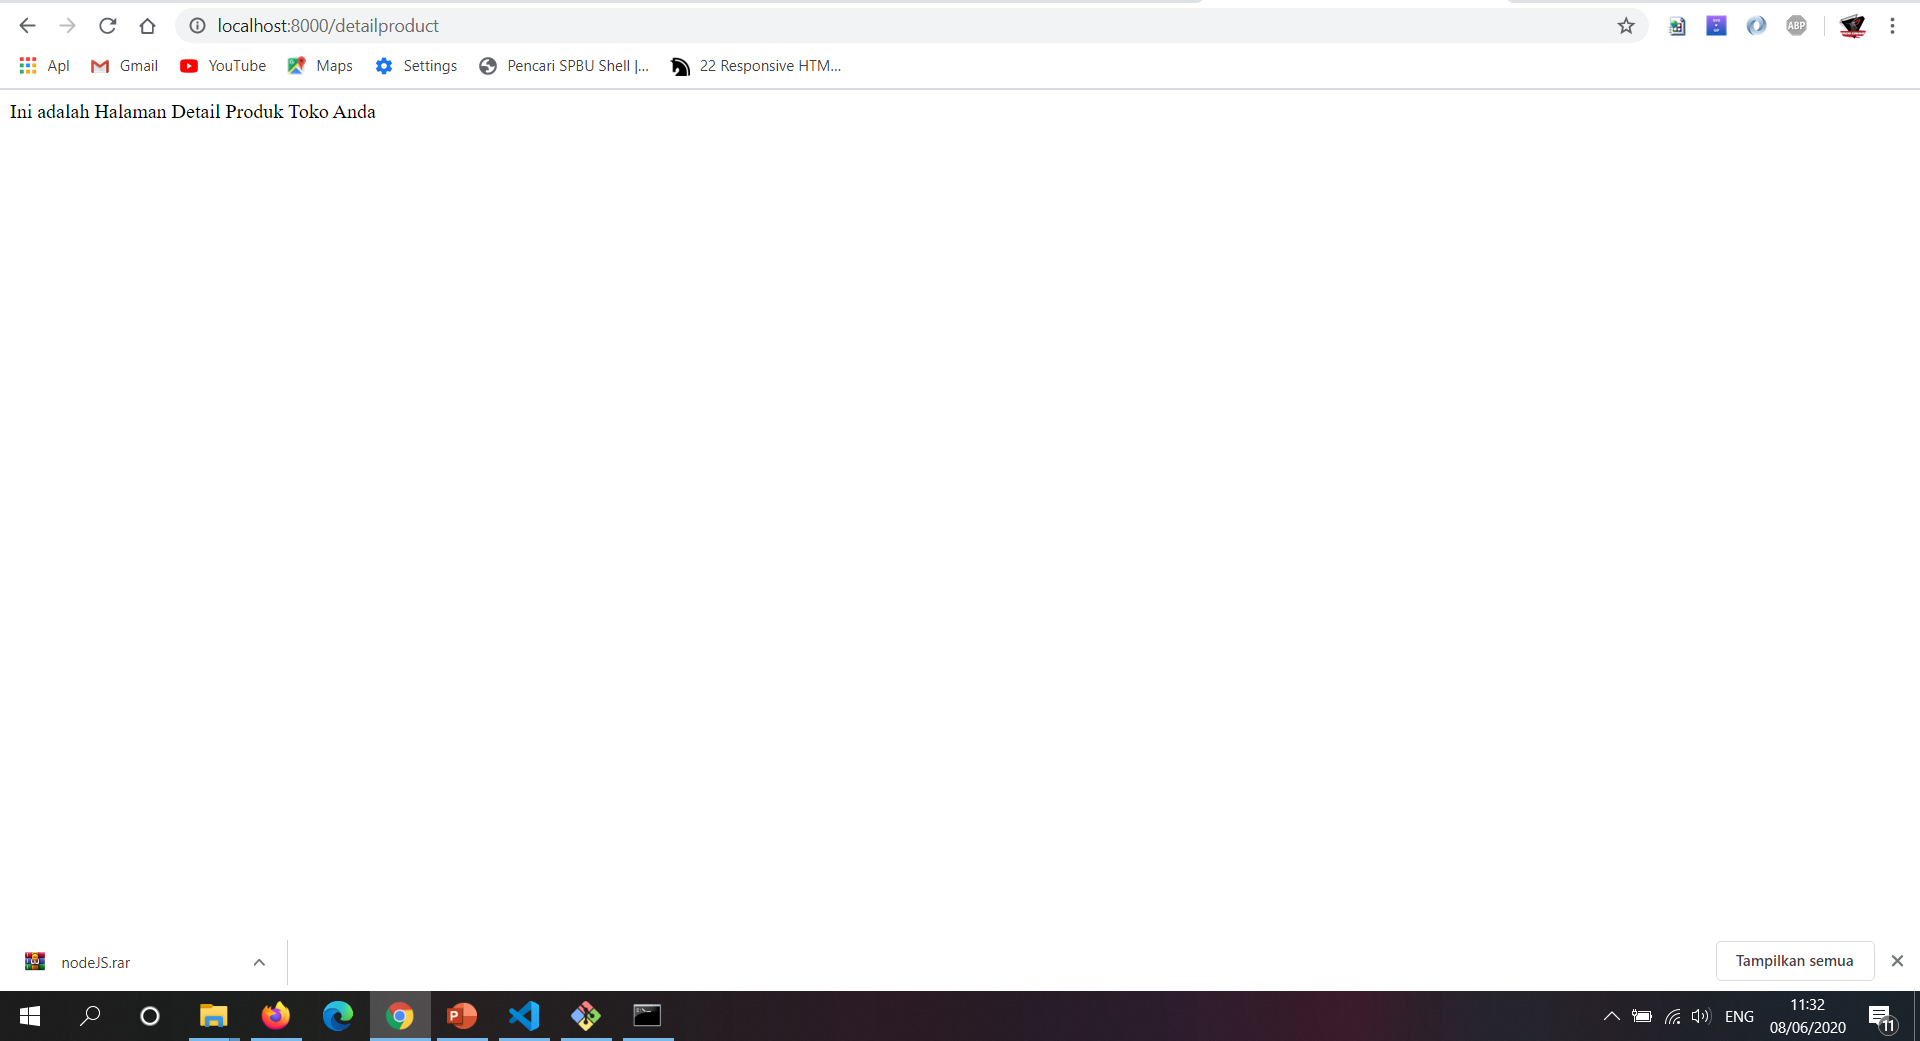 localhost:8000/detailproduct
ABP
Apl Gmail YouTube Maps Settings Pencari SPBU Shell |... 22 Responsive HTM...
Ini adalah Halaman Detail Produk Toko Anda
nodeJS.rar
Tampilkan semua
ENG
11:32
08/06/2020
11